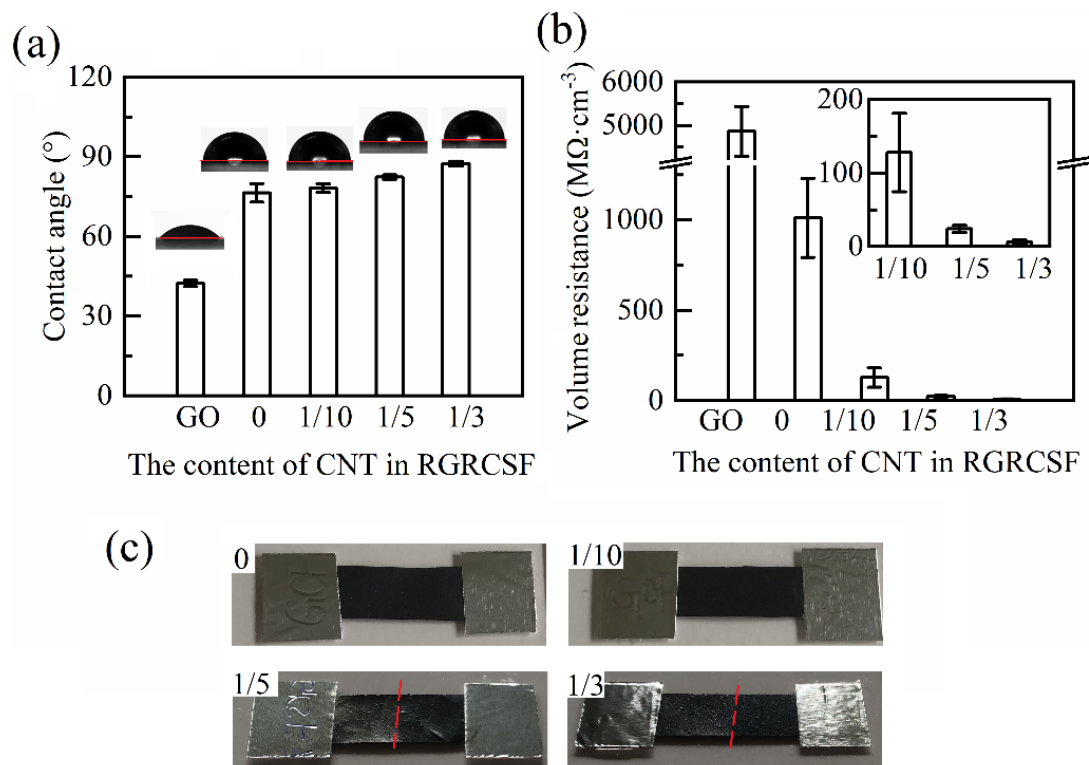 (a)
120
90
60
30
0
Contact angle (°)
GO 0 1/10 1/5 1/3
The content of CNT in RGRCSF
(b)
6000
5000
1000
500
0
Volume resistance (MΩ·cm-3)
200
100
0
1/10 1/5 1/3
GO 0 1/10 1/5 1/3
The content of CNT in RGRCSF
(c)
0
1/10
1/5
1/3